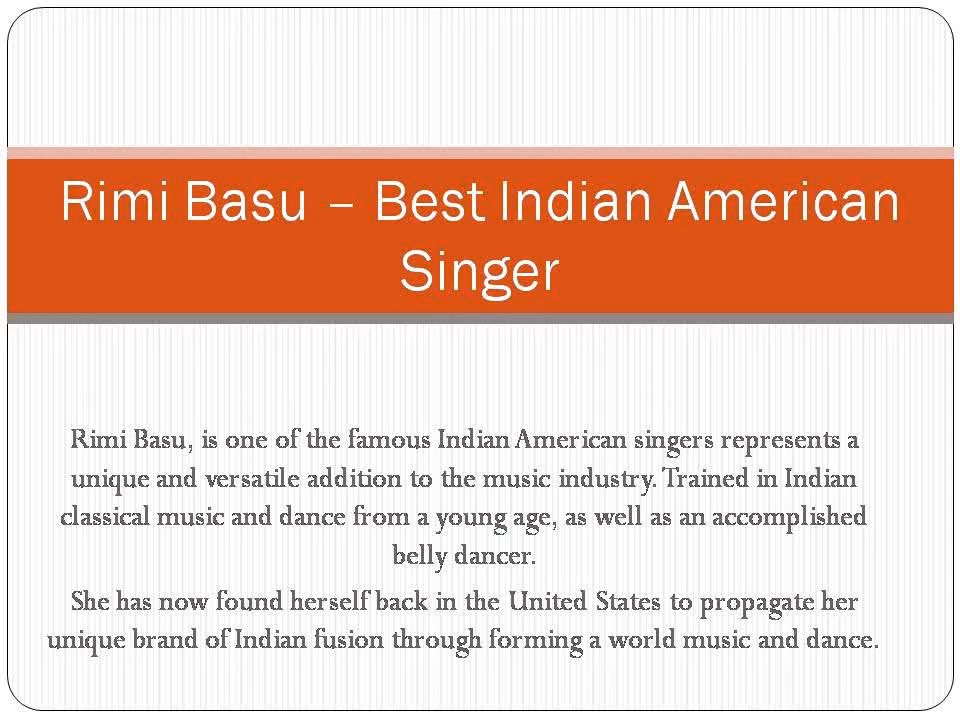 Rimi Basu – Best Indian American
Singer
Rimi Basu, is one of the famous Indian American singers represents a
unique and versatile addition to the music industry. Trained in Indian
classical music and dance from a young age, as well as an accomplished
belly dancer.
She has now found herself back in the United States to propagate her
unique brand of Indian fusion through forming a world music and dance.